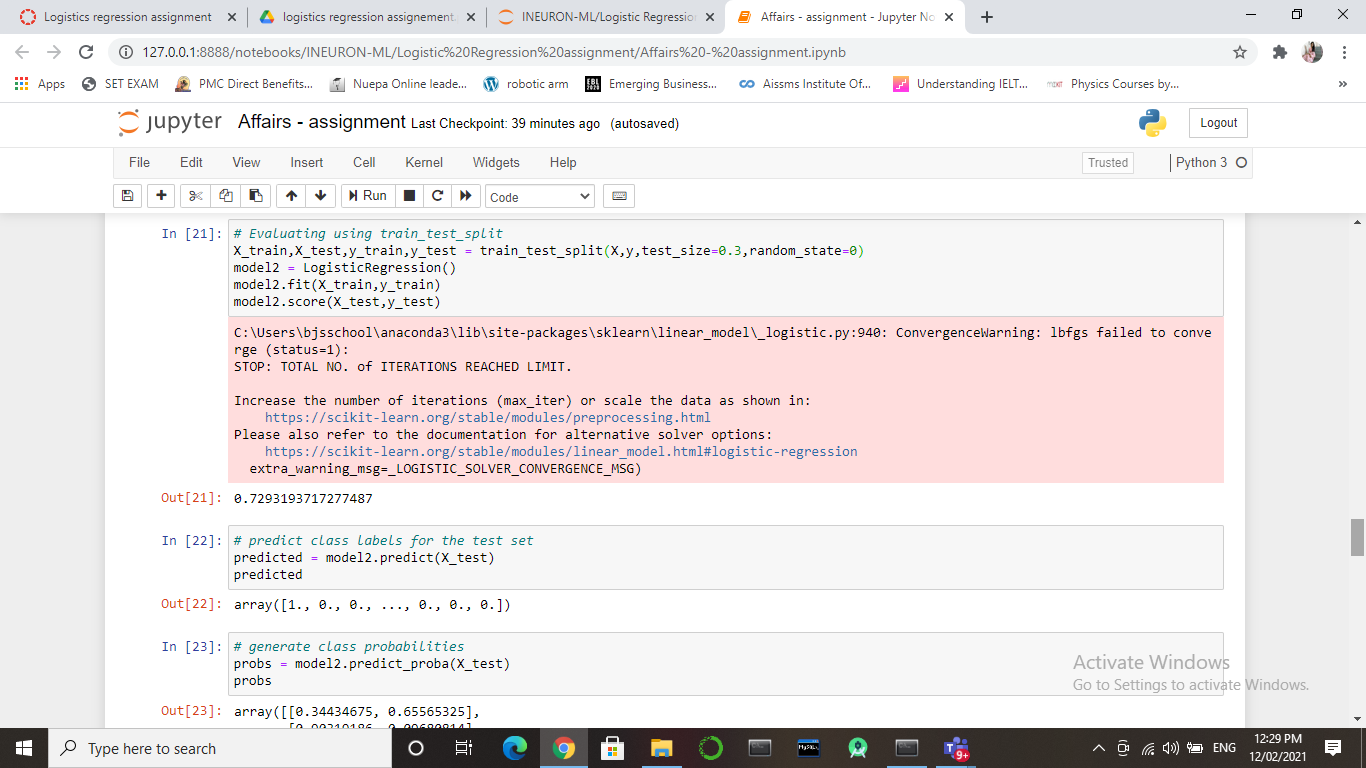 Logistics regression assignment
logistics regression assignement.
INEURON-ML/Logistic Regression
Affairs - assignment - Jupyter No
127.0.0.1:8888/notebooks/INEURON-ML/Logistic%20Regression%20assignment/Affairs%20-%20assignment.ipynb
Apps SET EXAM PMC Direct Benefits... Nuepa Online leade... robotic arm Emerging Business... Aissms Institute Of... Understanding IELT... Physics Courses by... »
jupyter Affairs - assignment Last Checkpoint: 39 minutes ago (autosaved) Logout
File Edit View Insert Cell Kernel Widgets Help Trusted Python 3
Run Code
In [21]: # Evaluating using train_test_split
X_train,X_test,y_train,y_test = train_test_split(X,y,test_size=0.3,random_state=0)
model2 = LogisticRegression()
model2.fit(X_train,y_train)
model2.score(X_test,y_test)
C:\Users\bjsschool\anaconda3\lib\site-packages\sklearn\linear_model\_logistic.py:940: ConvergenceWarning: lbfgs failed to conve
rge (status=1):
STOP: TOTAL NO. of ITERATIONS REACHED LIMIT.
Increase the number of iterations (max_iter) or scale the data as shown in:
https://scikit-learn.org/stable/modules/preprocessing.html
Please also refer to the documentation for alternative solver options:
https://scikit-learn.org/stable/modules/linear_model.html#logistic-regression
extra_warning_msg=_LOGISTIC_SOLVER_CONVERGENCE_MSG)
Out[21]: 0.7293193717277487
In [22]: # predict class labels for the test set
predicted = model2.predict(X_test)
predicted
Out[22]: array([1., 0., 0., ..., 0., 0., 0.])
In [23]: # generate class probabilities
probs = model2.predict_proba(X_test)
probs
Activate Windows
Go to Settings to activate Windows.
Out[23]: array([[0.34434675, 0.65565325],
Type here to search
MySQL
9+
ENG
12:29 PM
12/02/2021